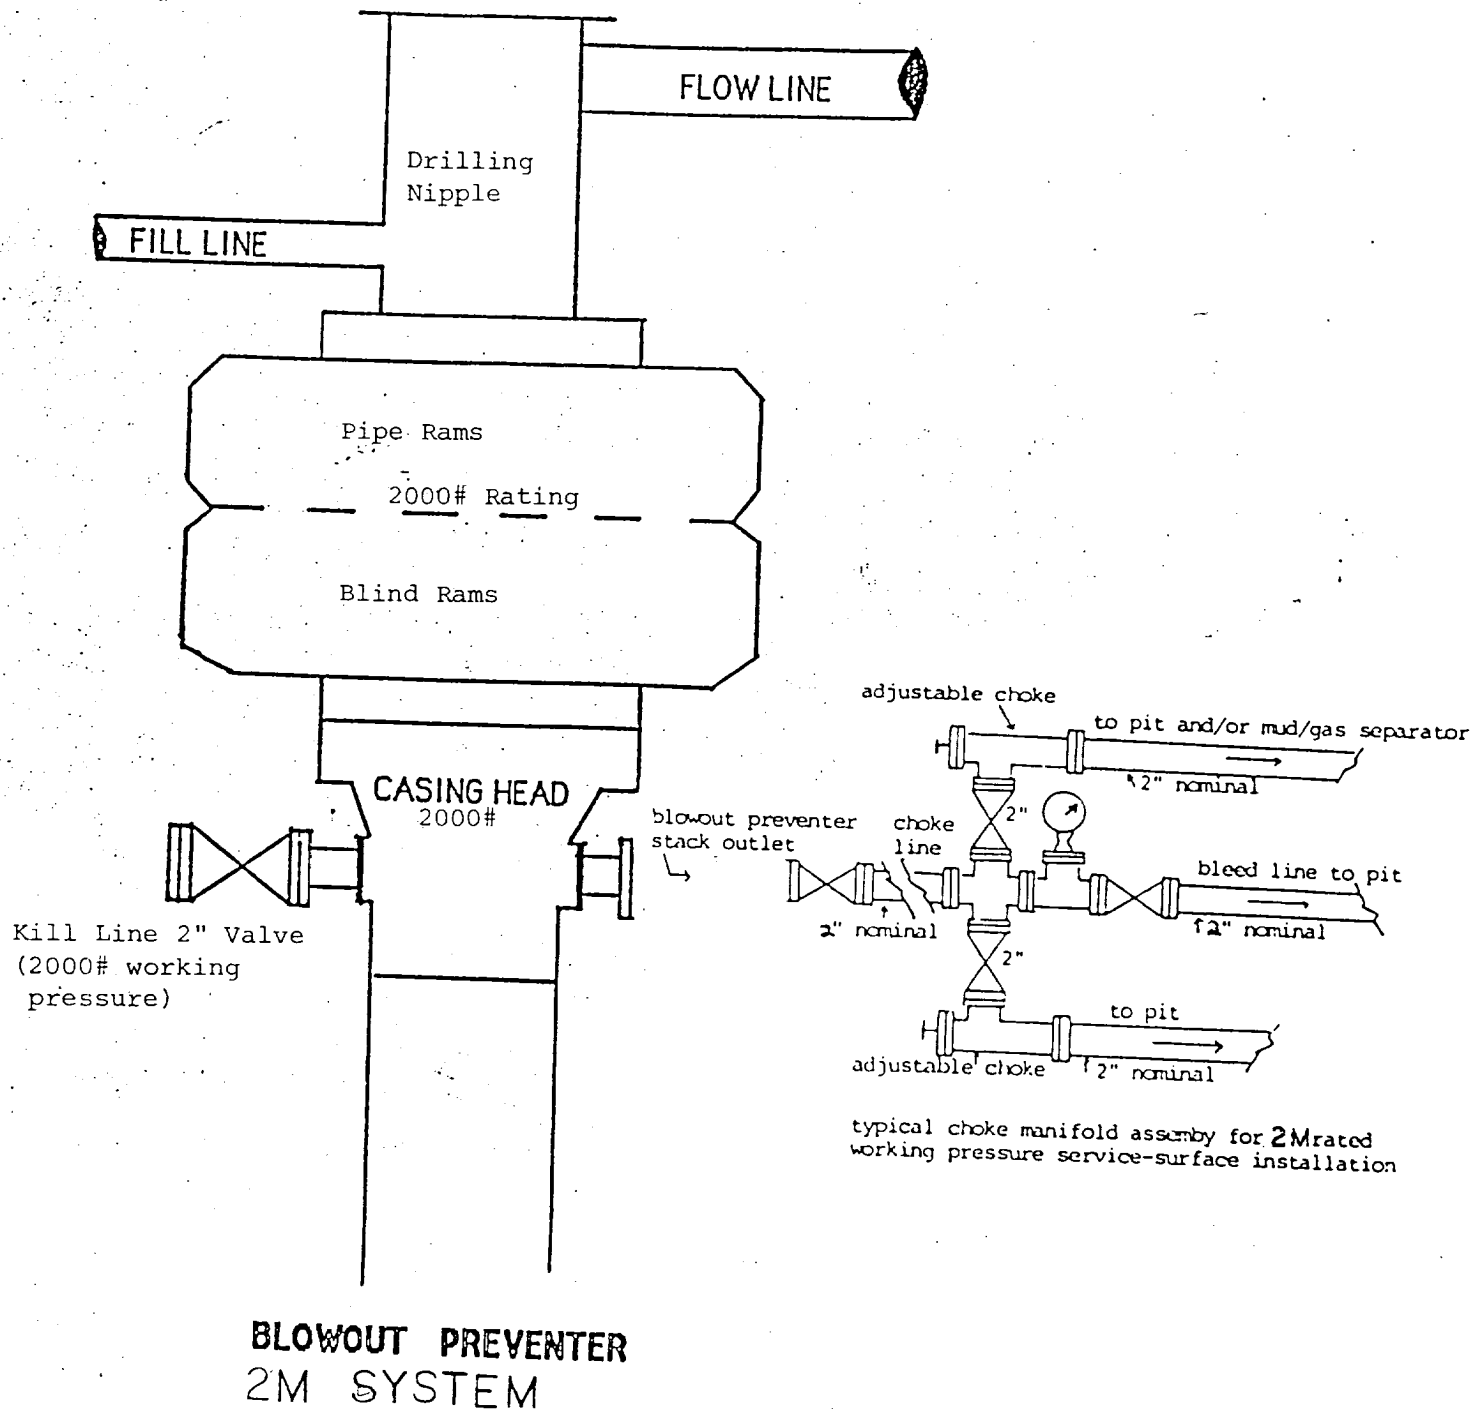 FLOW LINE
Drilling
Nipple
FILL LINE
Pipe Rams
2000# Rating
Blind Rams
CASING HEAD
2000#
Kill Line 2" Valve
(2000# working
pressure)
adjustable choke
to pit and/or mud/gas separator
2" nominal
2"
blowout preventer
stack outlet
choke
line
bleed line to pit
2" nominal
2" nominal
2"
to pit
adjustable choke
2" nominal
typical choke manifold assemby for 2M rated
working pressure service-surface installation
BLOWOUT PREVENTER
2M SYSTEM